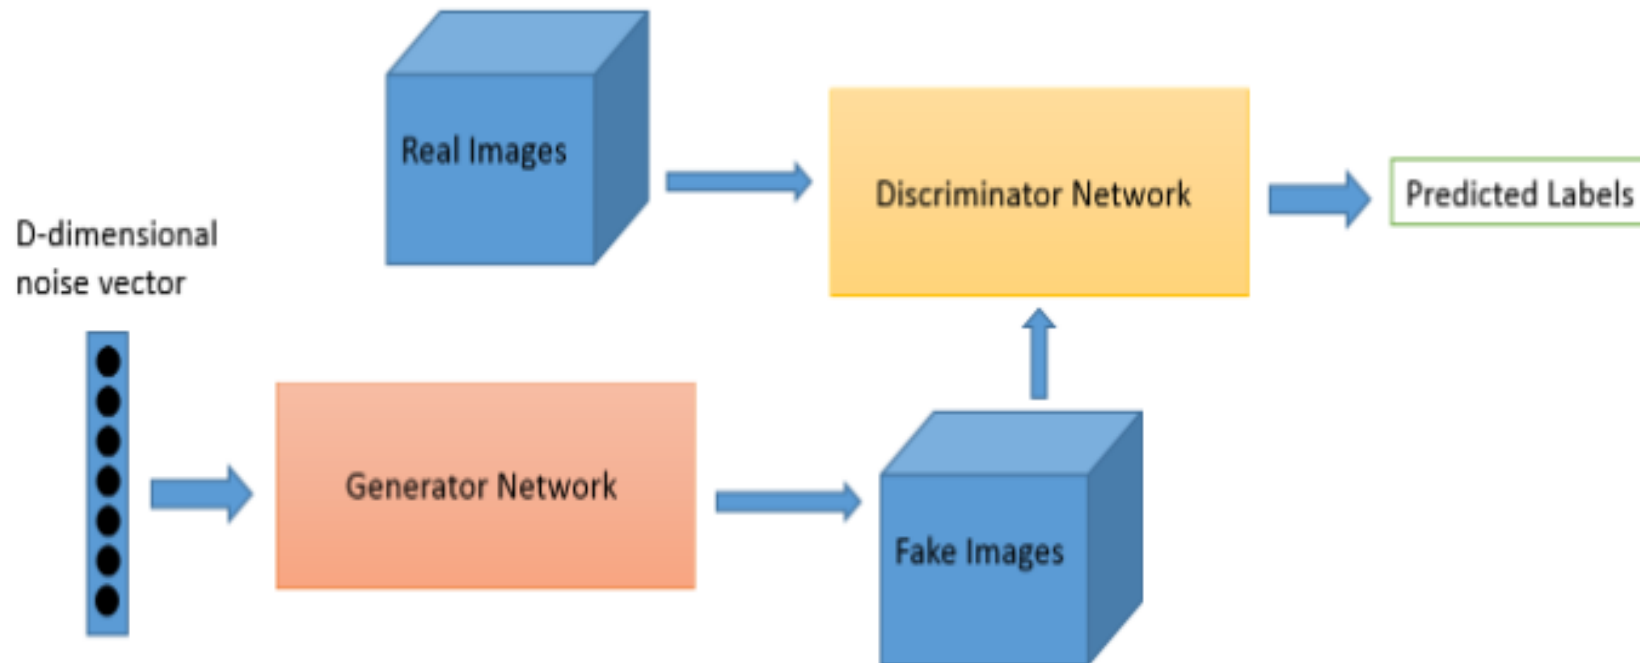 Real Images
Discriminator Network
Predicted Labels
D-dimensional
noise vector
Generator Network
Fake Images